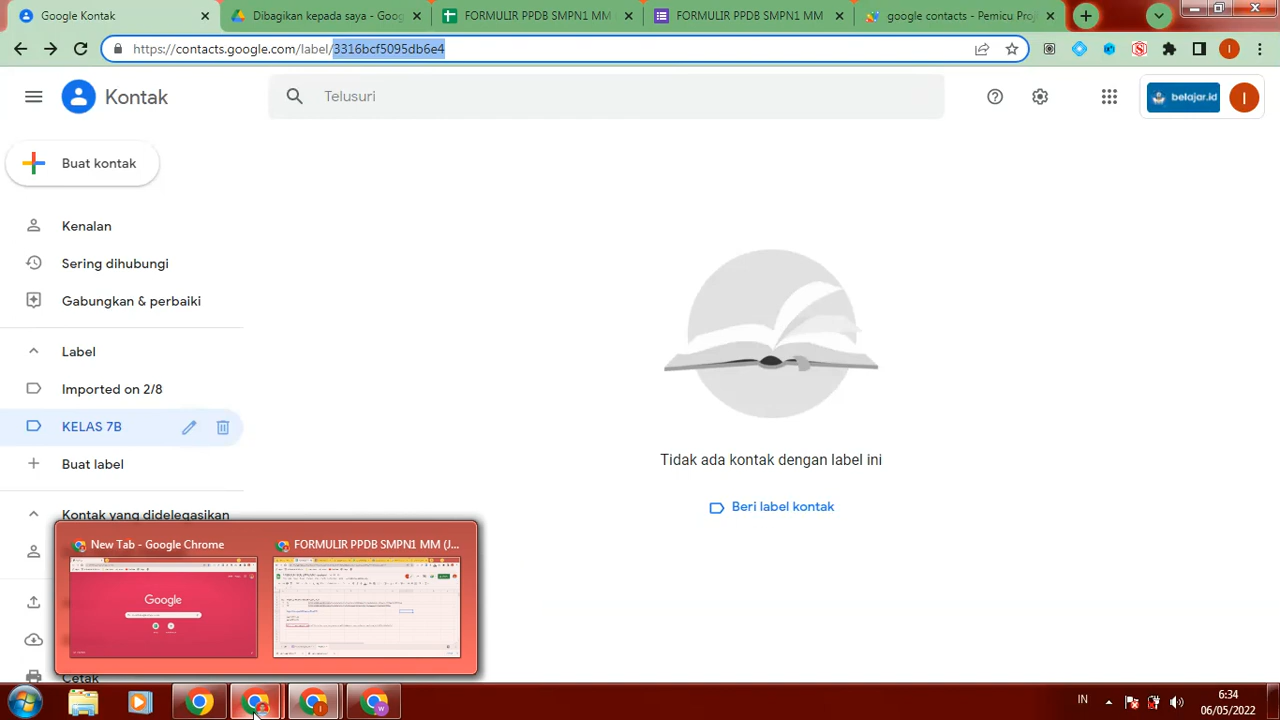 Google Kontak
Dibagikan kepada saya - Goog
FORMULIR PPDB SMPN1 MM
FORMULIR PPDB SMPN1 MM
google contacts - Pemicu Proj
https://contacts.google.com/label/3316bcf5095db6e4
I
Kontak
Telusuri
belajar.id
I
Buat kontak
Kenalan
Sering dihubungi
Gabungkan & perbaiki
Label
Imported on 2/8
KELAS 7B
Buat label
Kontak yang didelegasikan
Cetak
Tidak ada kontak dengan label ini
Beri label kontak
New Tab - Google Chrome
FORMULIR PPDB SMPN1 MM (J...
Google
IN
6:34
06/05/2022